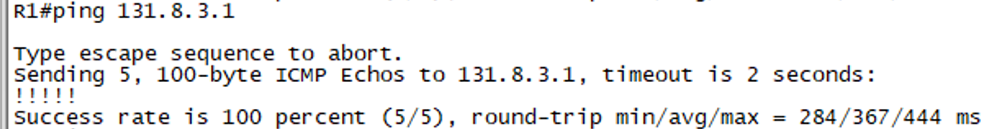 R1#ping 131.8.3.1
Type escape sequence to abort.
Sending 5, 100-byte ICMP Echos to 131.8.3.1, timeout is 2 seconds:
!!!!!
Success rate is 100 percent (5/5), round-trip min/avg/max = 284/367/444 ms